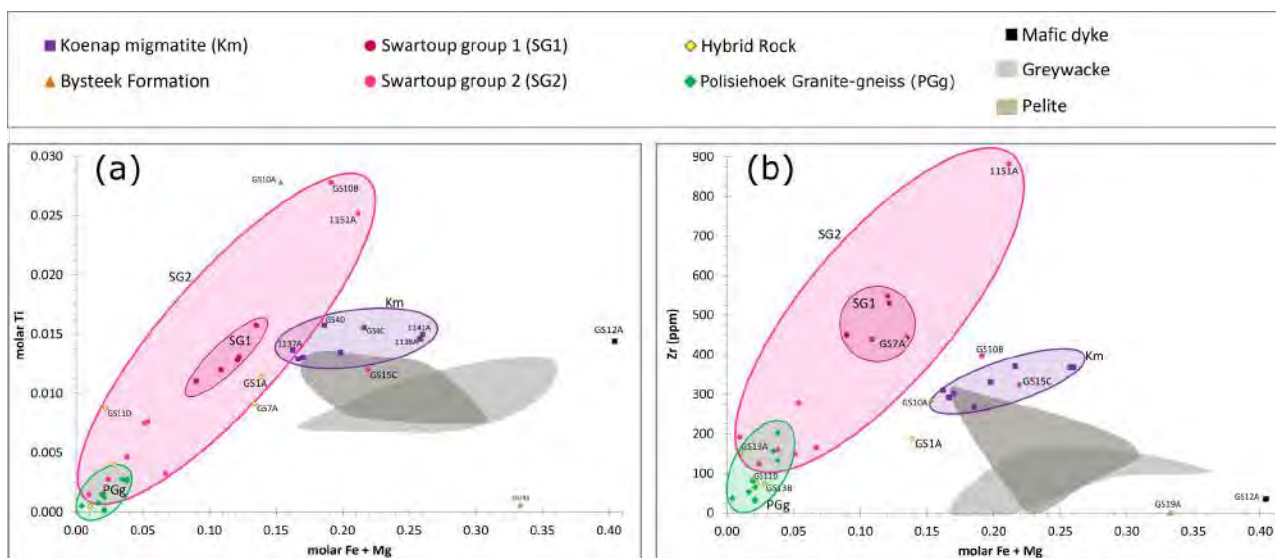 Koenap migmatite (Km)
Swartoup group 1 (SG1)
Hybrid Rock
Mafic dyke
Bysteek Formation
Swartoup group 2 (SG2)
Polisiehoek Granite-gneiss (PGg)
Greywacke
Pelite
(a)
0.030
0.025
0.020
0.015
0.010
0.005
0.000
molar Ti
GS10A
GS10B
1151A
SG2
Km
GS4D
1137A
1141A
1138A
GS12A
SG1
GS1A
GS15C
GS11D
GS7A
PGg
0.00 0.05 0.10 0.15 0.20 0.25 0.30 0.35 0.40
molar Fe + Mg
(b)
900
800
700
600
500
400
300
200
100
0
Zr (ppm)
1151A
SG2
SG1
GS7A
GS10B
Km
GS15C
GS10A
GS1A
GS13A
GS11D
GS13B
PGg
GS19A
GS12A
0.00 0.05 0.10 0.15 0.20 0.25 0.30 0.35 0.40
molar Fe + Mg